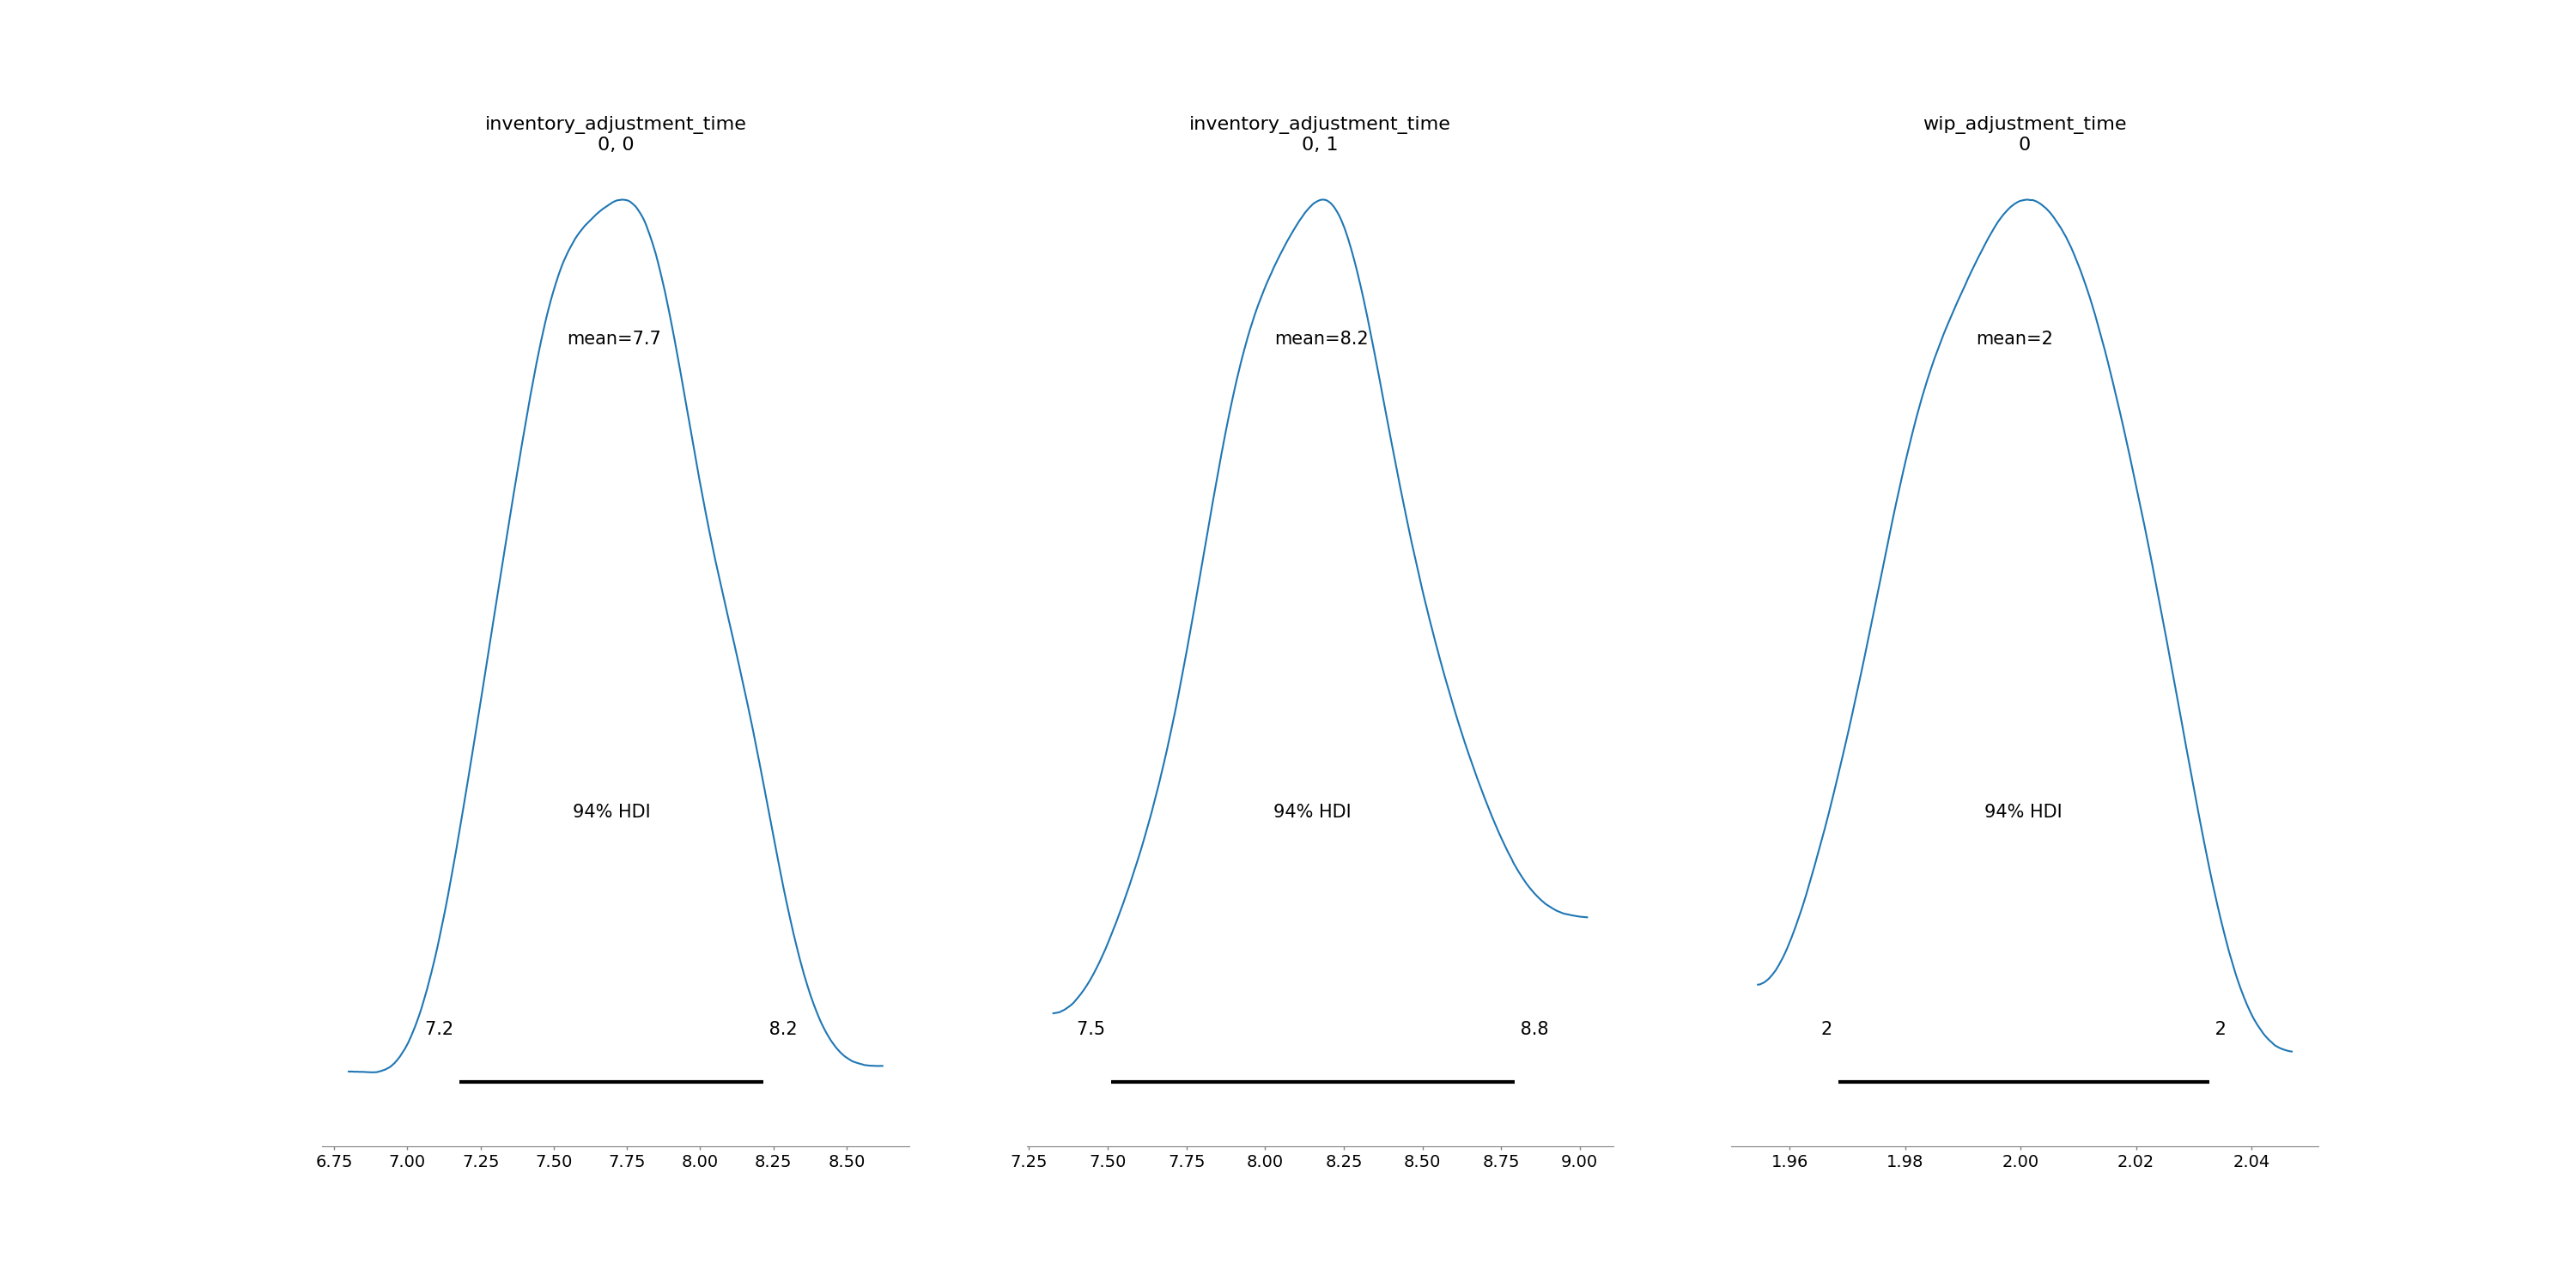 inventory_adjustment_time
0, 0
mean=7.7
94% HDI
7.2
8.2
6.75 7.00 7.25 7.50 7.75 8.00 8.25 8.50
inventory_adjustment_time
0, 1
mean=8.2
94% HDI
7.5
8.8
7.25 7.50 7.75 8.00 8.25 8.50 8.75 9.00
wip_adjustment_time
0
mean=2
94% HDI
2
2
1.96 1.98 2.00 2.02 2.04